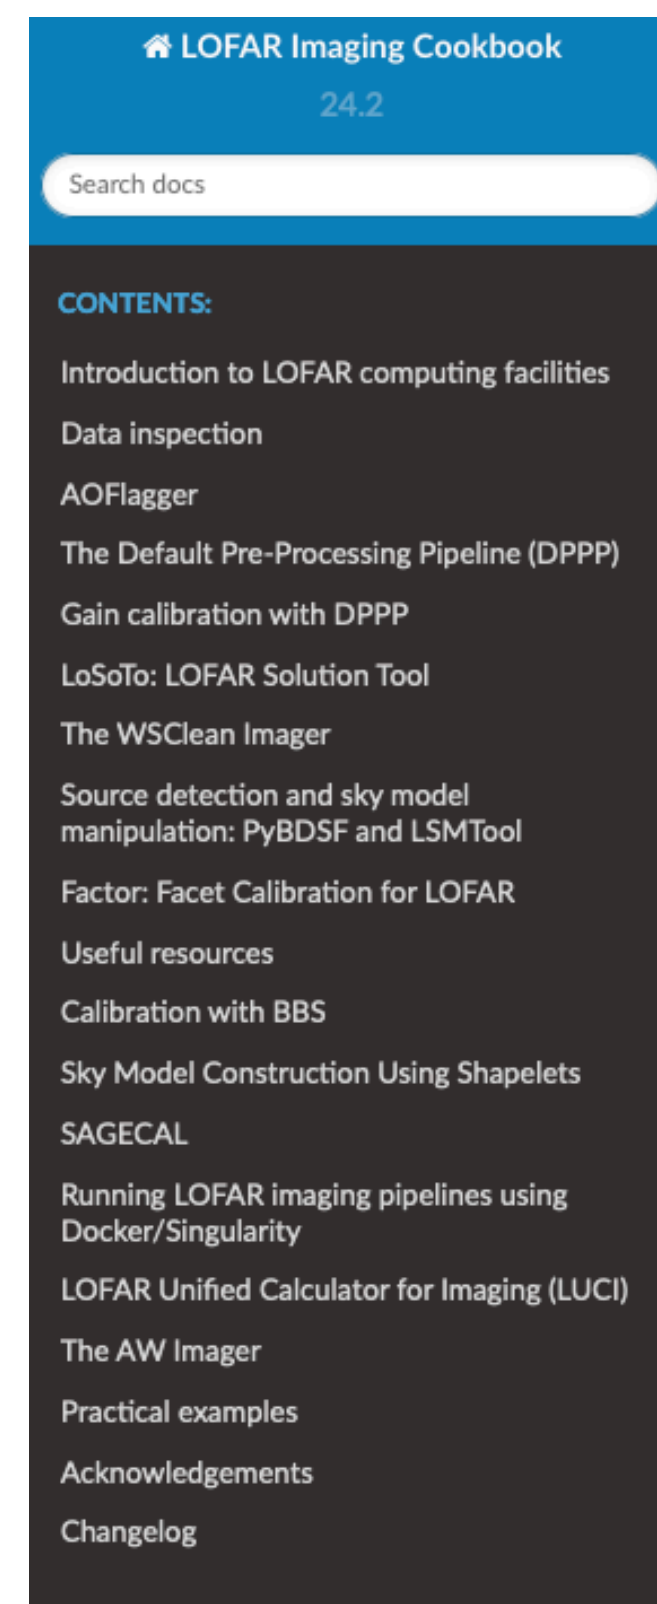 LOFAR Imaging Cookbook
24.2
Search docs
CONTENTS:
Introduction to LOFAR computing facilities
Data inspection
AOFlagger
The Default Pre-Processing Pipeline (DPPP)
Gain calibration with DPPP
LoSoTo: LOFAR Solution Tool
The WSClean Imager
Source detection and sky model
manipulation: PyBDSF and LSMTool
Factor: Facet Calibration for LOFAR
Useful resources
Calibration with BBS
Sky Model Construction Using Shapelets
SAGECAL
Running LOFAR imaging pipelines using
Docker/Singularity
LOFAR Unified Calculator for Imaging (LUCI)
The AW Imager
Practical examples
Acknowledgements
Changelog